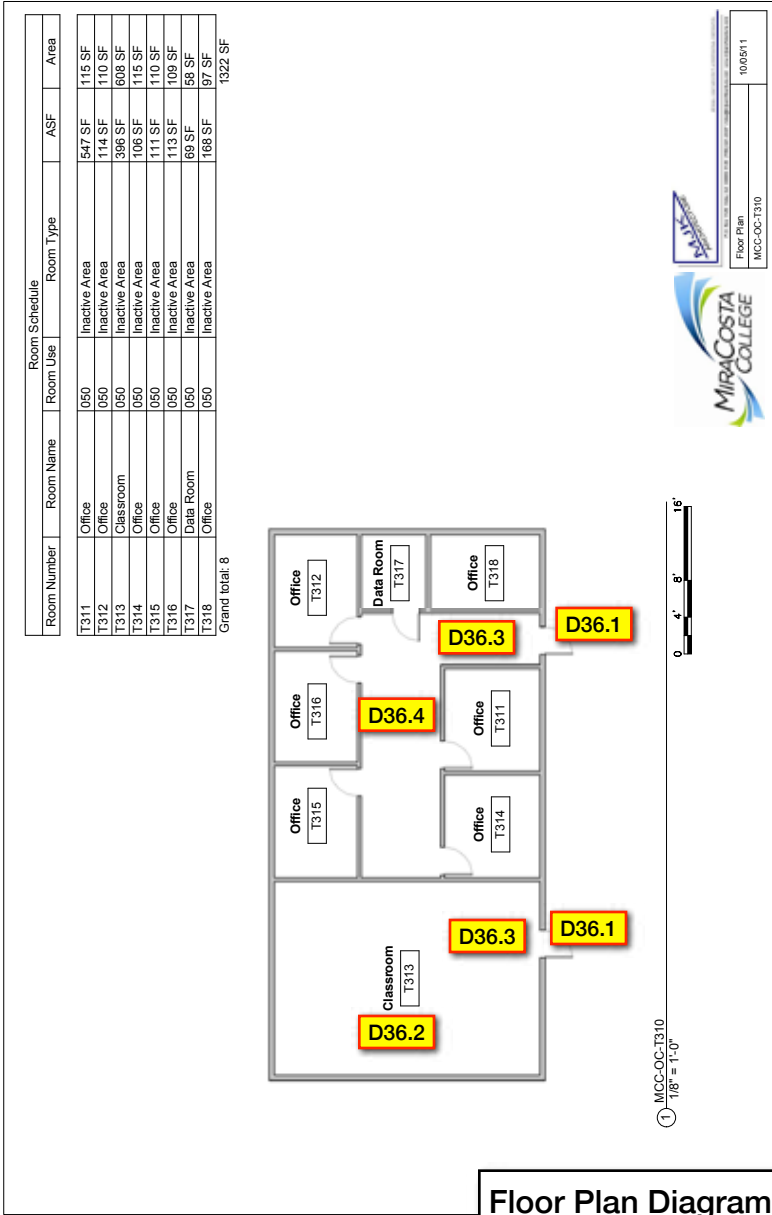 Room Schedule
Room Number Room Name Room Use Room Type ASF Area
T311 Office 050 Inactive Area 547 SF 115 SF
T312 Office 050 Inactive Area 114 SF 110 SF
T313 Classroom 050 Inactive Area 396 SF 608 SF
T314 Office 050 Inactive Area 106 SF 115 SF
T315 Office 050 Inactive Area 111 SF 110 SF
T316 Office 050 Inactive Area 113 SF 109 SF
T317 Data Room 050 Inactive Area 69 SF 58 SF
T318 Office 050 Inactive Area 168 SF 97 SF
Grand total: 8 1322 SF
Office
T315
Office
T316
Office
T312
Data Room
T317
Office
T318
Classroom
T313
Office
T314
Office
T311
D36.2
D36.3
D36.1
D36.4
D36.3
D36.1
1 MCC-OC-T310
1/8" = 1'-0"
0 4' 8' 16'
MIRACOSTA
COLLEGE
MJK
ARCHITECTURE
Floor Plan
MCC-OC-T310
10/05/11
Floor Plan Diagram